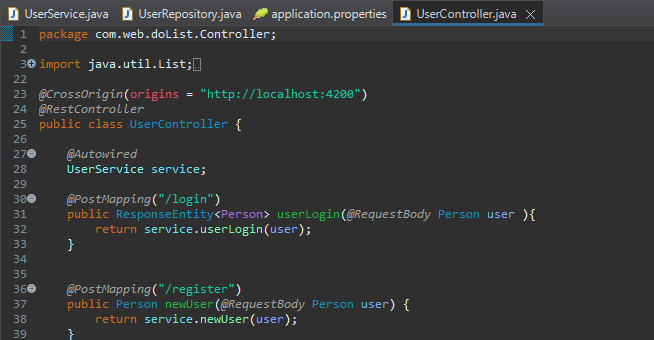 UserService.java UserRepository.java application.properties UserController.java
1 package com.web.doList.Controller;
2
3 import java.util.List;
22
23 @CrossOrigin(origins = "http://localhost:4200")
24 @RestController
25 public class UserController {
26
27 @Autowired
28 UserService service;
29
30 @PostMapping("/login")
31 public ResponseEntity<Person> userLogin(@RequestBody Person user ){
32 return service.userLogin(user);
33 }
34
35
36 @PostMapping("/register")
37 public Person newUser(@RequestBody Person user) {
38 return service.newUser(user);
39 }